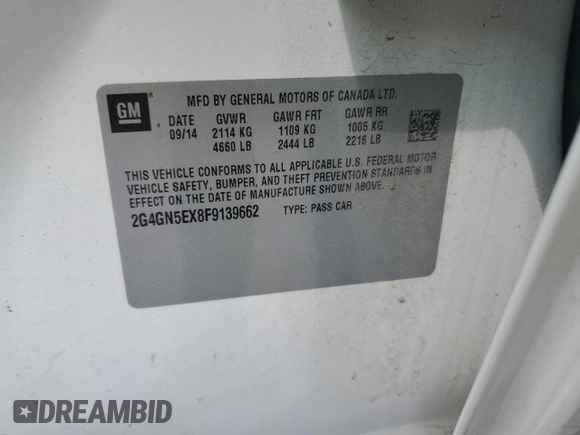 GM
MFD BY GENERAL MOTORS OF CANADA LTD.
DATE GVWR GAWR FRT GAWR RR
09/14 2114 KG 1109 KG 1005 KG
4660 LB 2444 LB 2216 LB
THIS VEHICLE CONFORMS TO ALL APPLICABLE U.S. FEDERAL MOTOR
VEHICLE SAFETY, BUMPER, AND THEFT PREVENTION STANDARDS IN
EFFECT ON THE DATE OF MANUFACTURE SHOWN ABOVE.
2G4GN5EX8F9139662 TYPE: PASS CAR
DREAMBID